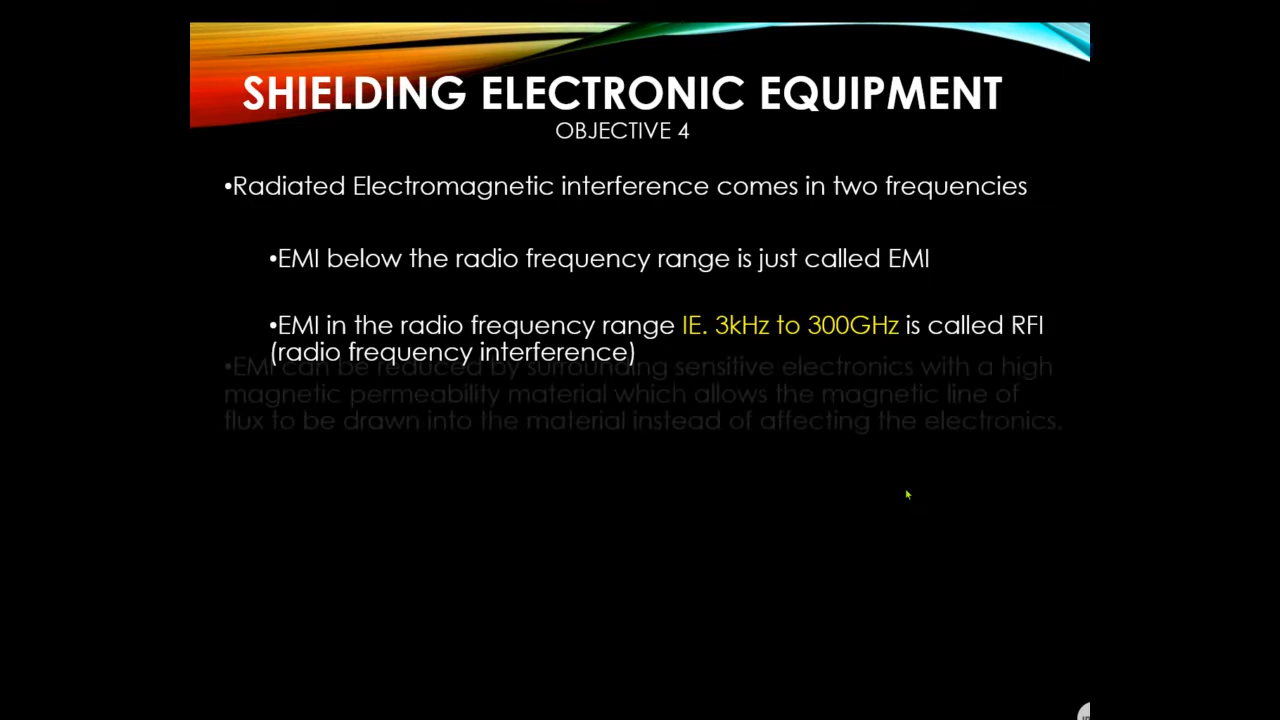 SHIELDING ELECTRONIC EQUIPMENT
OBJECTIVE 4
•Radiated Electromagnetic interference comes in two frequencies
•EMI below the radio frequency range is just called EMI
•EMI in the radio frequency range IE. 3kHz to 300GHz is called RFI
(radio frequency interference)
•EMI can be reduced by surrounding sensitive electronics with a high
magnetic permeability material which allows the magnetic line of
flux to be drawn into the material instead of affecting the electronics.